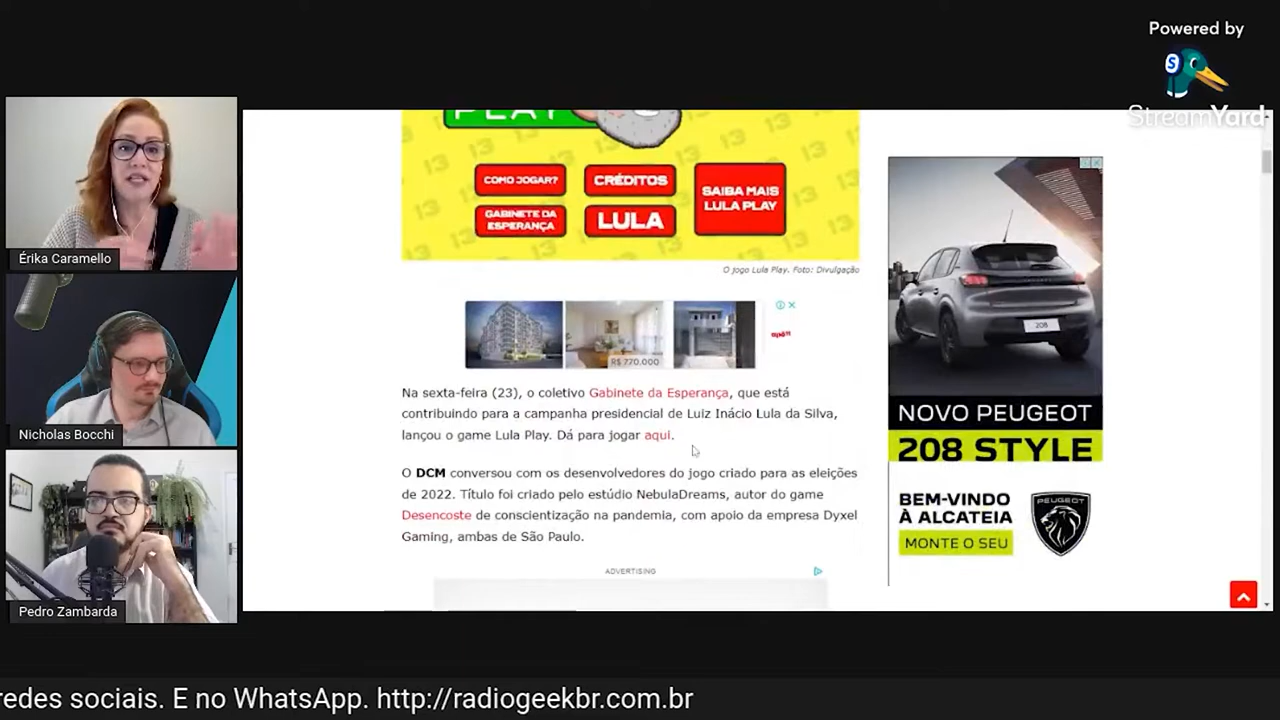 Powered by
S
StreamYard
Érika Caramello
Nicholas Bocchi
Pedro Zambarda
PLAY
COMO JOGAR?
CRÉDITOS
SAIBA MAIS
LULA PLAY
GABINETE DA
ESPERANÇA
LULA
O jogo Lula Play. Foto: Divulgação
R$ 770.000
Na sexta-feira (23), o coletivo Gabinete da Esperança, que está
contribuindo para a campanha presidencial de Luiz Inácio Lula da Silva,
lançou o game Lula Play. Dá para jogar aqui.
O DCM conversou com os desenvolvedores do jogo criado para as eleições
de 2022. Título foi criado pelo estúdio NebulaDreams, autor do game
Desencoste de conscientização na pandemia, com apoio da empresa Dyxel
Gaming, ambas de São Paulo.
ADVERTISING
208
NOVO PEUGEOT
208 STYLE
BEM-VINDO
À ALCATEIA
MONTE O SEU
PEUGEOT
redes sociais. E no WhatsApp. http://radiogeekbr.com.br